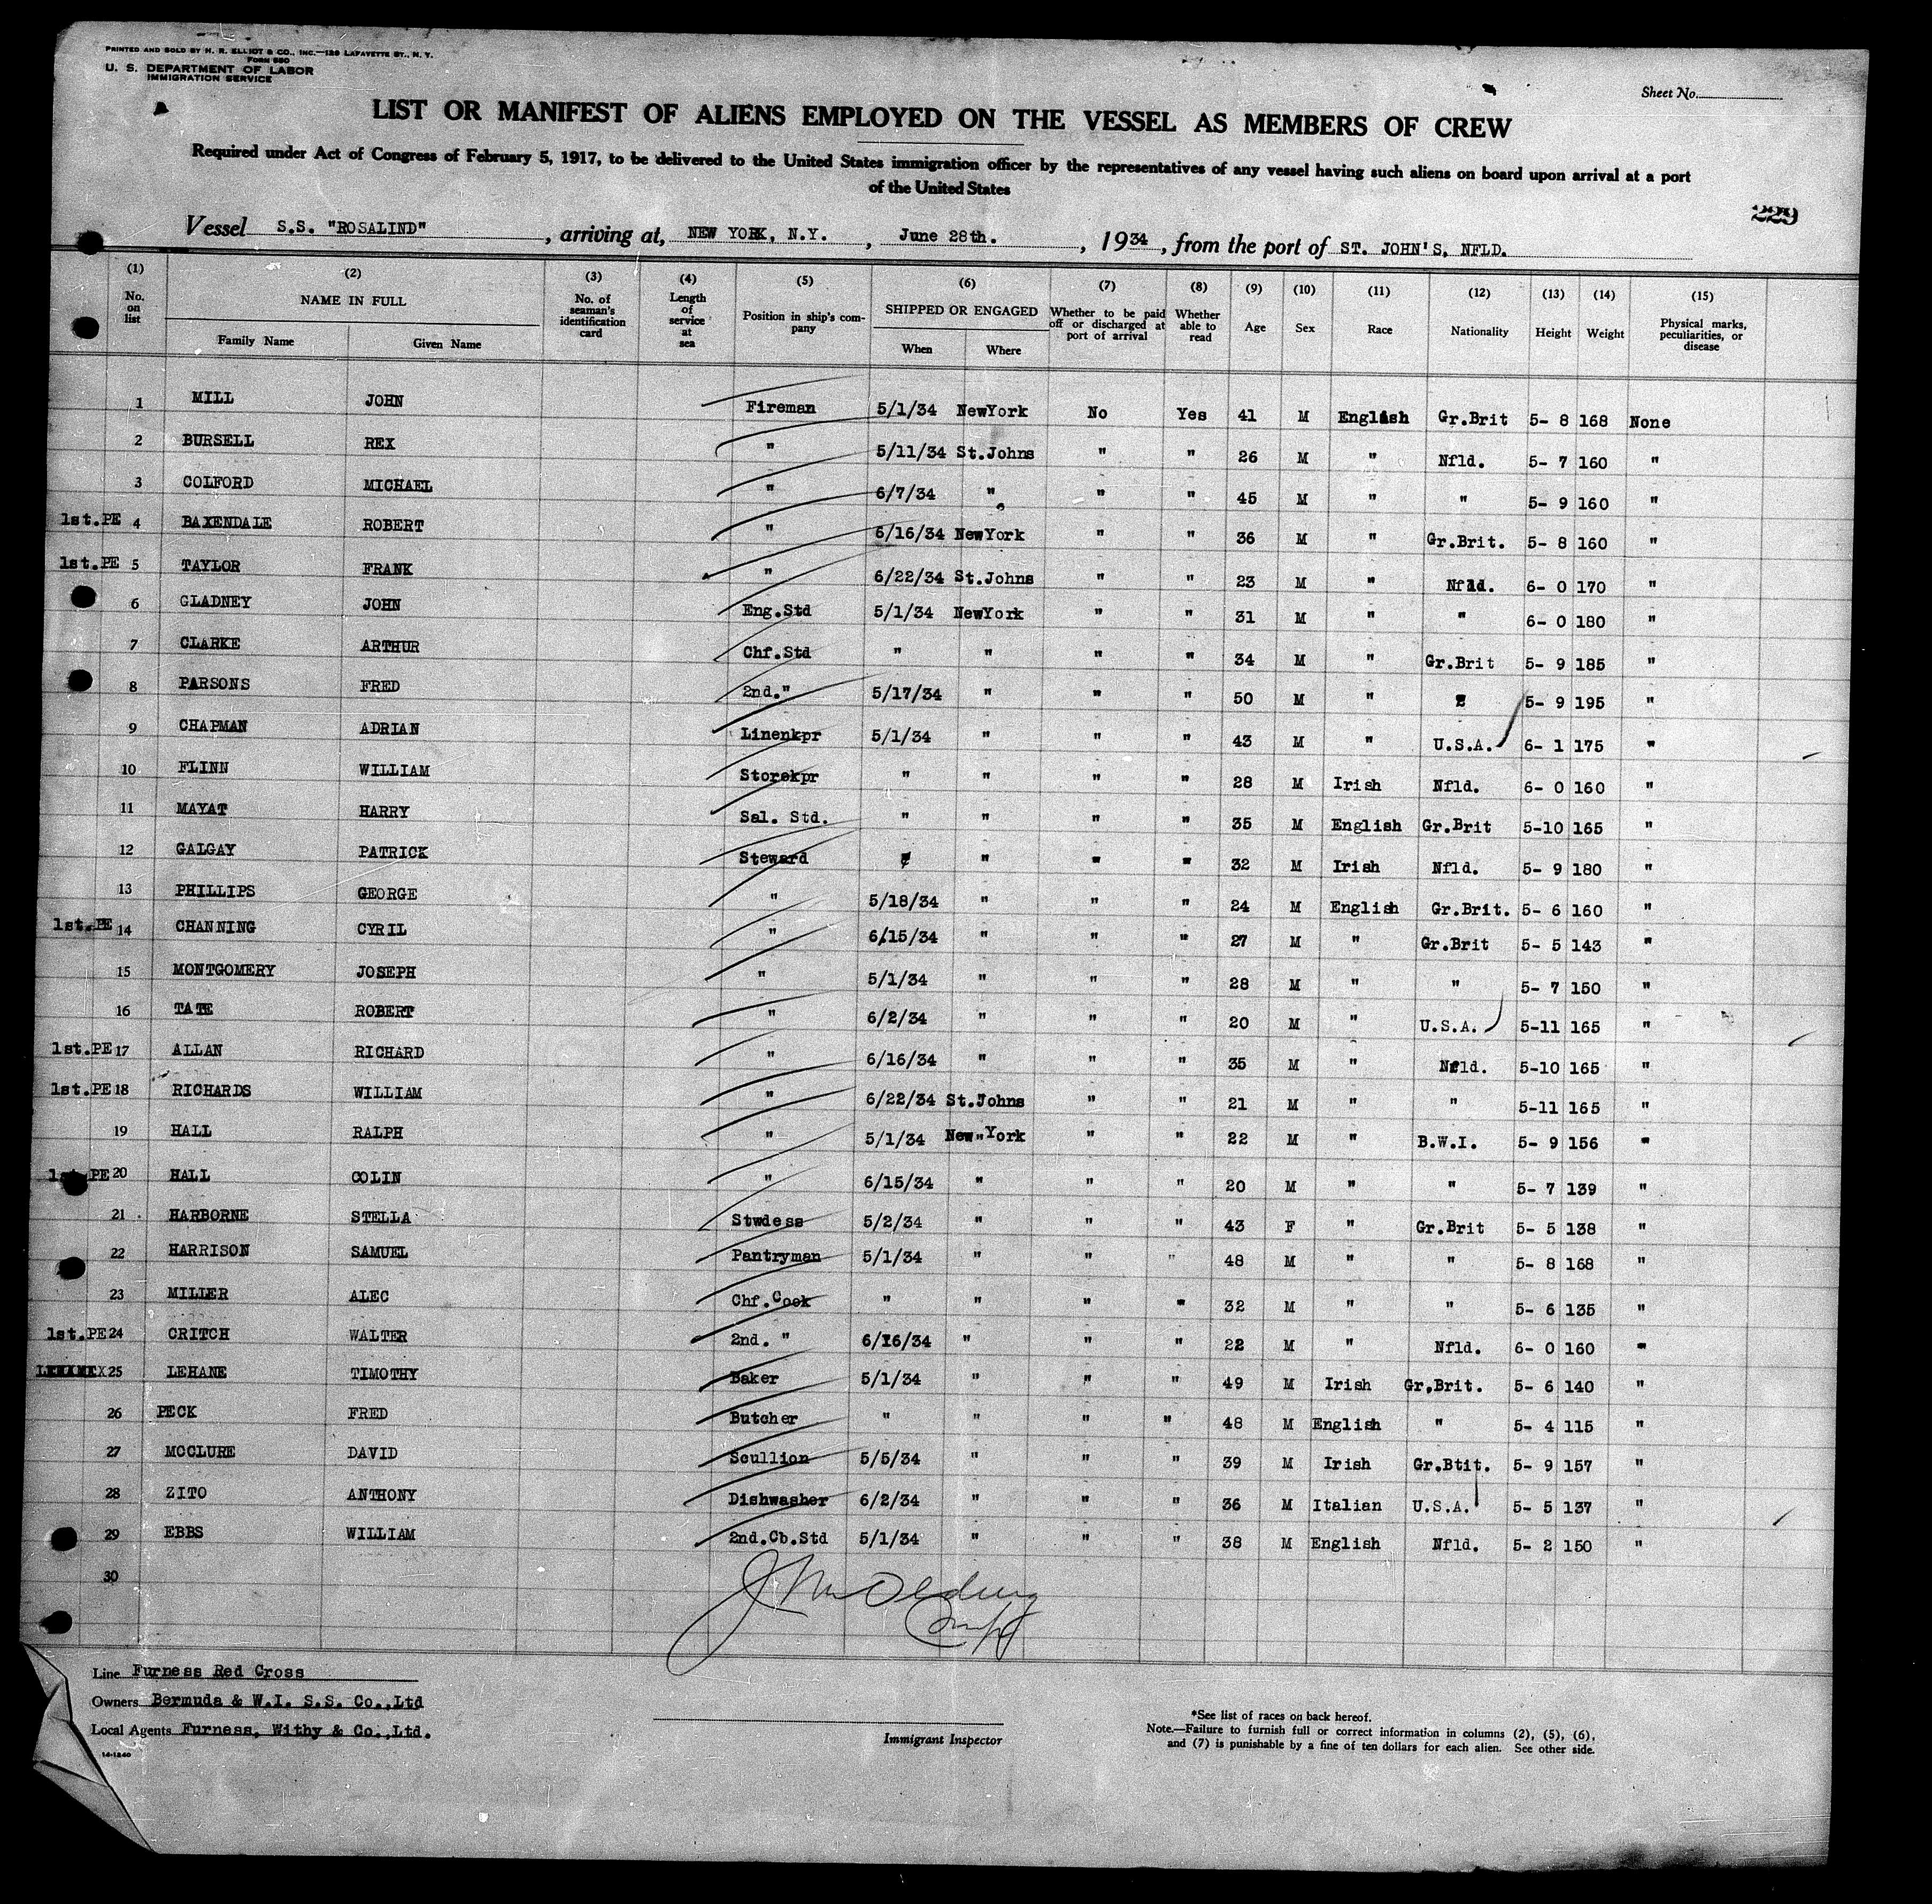 PRINTED AND SOLD BY H. R. ELLIOT & CO., INC.—129 LAFAYETTE ST., N. Y.
FORM 680
U. S. DEPARTMENT OF LABOR
IMMIGRATION SERVICE
Sheet No.
LIST OR MANIFEST OF ALIENS EMPLOYED ON THE VESSEL AS MEMBERS OF CREW
Required under Act of Congress of February 5, 1917, to be delivered to the United States immigration officer by the representatives of any vessel having such aliens on board upon arrival at a port
of the United States
229
Vessel S.S. "ROSALIND", arriving at, NEW YORK, N.Y., June 28th., 1934, from the port of ST. JOHN'S, NFLD.
(1) (2) (3) (4) (5) (6) (7) (8) (9) (10) (11) (12) (13) (14) (15)
No. on list NAME IN FULL Family Name Given Name No. of seaman's identification card Length of service at sea Position in ship's company SHIPPED OR ENGAGED When Where Whether to be paid off or discharged at port of arrival Whether able to read Age Sex Race Nationality Height Weight Physical marks, peculiarities, or disease
1 MILL JOHN Fireman 5/1/34 NewYork No Yes 41 M English Gr.Brit 5- 8 168 None
2 BURSELL REX " 5/11/34 St.Johns " " 26 M " Nfld. 5- 7 160 "
3 COLFORD MICHAEL " 6/7/34 " " " 45 M " " 5- 9 160 "
1st.PE 4 BAXENDALE ROBERT " 6/16/34 NewYork " " 36 M " Gr.Brit. 5- 8 160 "
1st.PE 5 TAYLOR FRANK " 6/22/34 St.Johns " " 23 M " Nfld. 6- 0 170 "
6 GLADNEY JOHN Eng.Std 5/1/34 NewYork " " 31 M " " 6- 0 180 "
7 CLARKE ARTHUR Chf.Std " " " " 34 M " Gr.Brit 5- 9 185 "
8 PARSONS FRED 2nd." 5/17/34 " " " 50 M " " 5- 9 195 "
9 CHAPMAN ADRIAN Linenkpr 5/1/34 " " " 43 M " U.S.A. 6- 1 175 "
10 FLINN WILLIAM Storekpr " " " " 28 M Irish Nfld. 6- 0 160 "
11 MAYAT HARRY Sal. Std. " " " " 35 M English Gr.Brit 5-10 165 "
12 GALGAY PATRICK Steward " " " " 32 M Irish Nfld. 5- 9 180 "
13 PHILLIPS GEORGE " 5/18/34 " " " 24 M English Gr.Brit. 5- 6 160 "
1st.PE 14 CHANNING CYRIL " 6/15/34 " " " 27 M " Gr.Brit 5- 5 143 "
15 MONTGOMERY JOSEPH " 5/1/34 " " " 28 M " " 5- 7 150 "
16 TATE ROBERT " 6/2/34 " " " 20 M " U.S.A. 5-11 165 "
1st.PE 17 ALLAN RICHARD " 6/16/34 " " " 35 M " Nfld. 5-10 165 "
1st.PE 18 RICHARDS WILLIAM " 6/22/34 St.Johns " " 21 M " " 5-11 165 "
19 HALL RALPH " 5/1/34 New"York " " 22 M " B.W.I. 5- 9 156 "
1st.PE 20 HALL COLIN " 6/15/34 " " " 20 M " " 5- 7 139 "
21 HARBORNE STELLA Stwdess 5/2/34 " " " 43 F " Gr.Brit 5- 5 138 "
22 HARRISON SAMUEL Pantryman 5/1/34 " " " 48 M " " 5- 8 168 "
23 MILLER ALEC Chf.Cook " " " " 32 M " " 5- 6 135 "
1st.PE 24 CRITCH WALTER 2nd. " 6/16/34 " " " 22 M " Nfld. 6- 0 160 "
25 LEHANE TIMOTHY Baker 5/1/34 " " " 49 M Irish Gr.Brit. 5- 6 140 "
26 PECK FRED Butcher " " " " 48 M English " 5- 4 115 "
27 MCCLURE DAVID Scullion 5/5/34 " " " 39 M Irish Gr.Btit. 5- 9 157 "
28 ZITO ANTHONY Dishwasher 6/2/34 " " " 36 M Italian U.S.A. 5- 5 137 "
29 EBBS WILLIAM 2nd.Cb.Std 5/1/34 " " " 38 M English Nfld. 5- 2 150 "
30
Line Furness Red Cross
Owners Bermuda & W.I. S.S. Co.,Ltd
Local Agents Furness, Withy & Co.,Ltd.
14-1240
Immigrant Inspector
*See list of races on back hereof.
Note.—Failure to furnish full or correct information in columns (2), (5), (6),
and (7) is punishable by a fine of ten dollars for each alien. See other side.